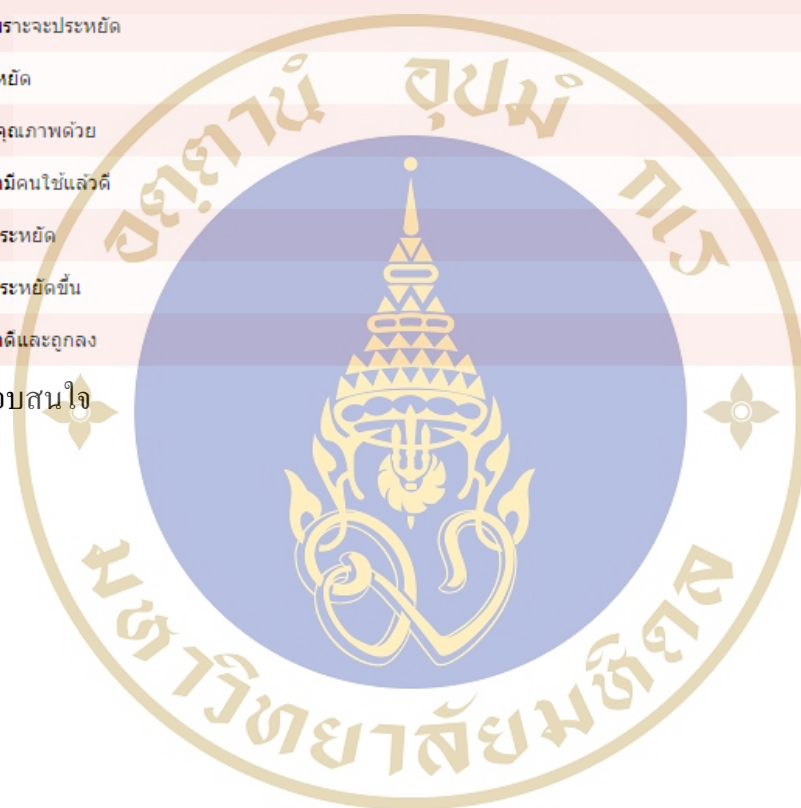 ราะจะประหยัด
หยัด
คุณภาพด้วย
มีคนใช้แล้วดี
ระหยัด
ระหยัดขึ้น
ดีและถูกลง
อบสนใจ
อตฺตานํ อุปมํ กเร
มหาวิทยาลัยมหิดล